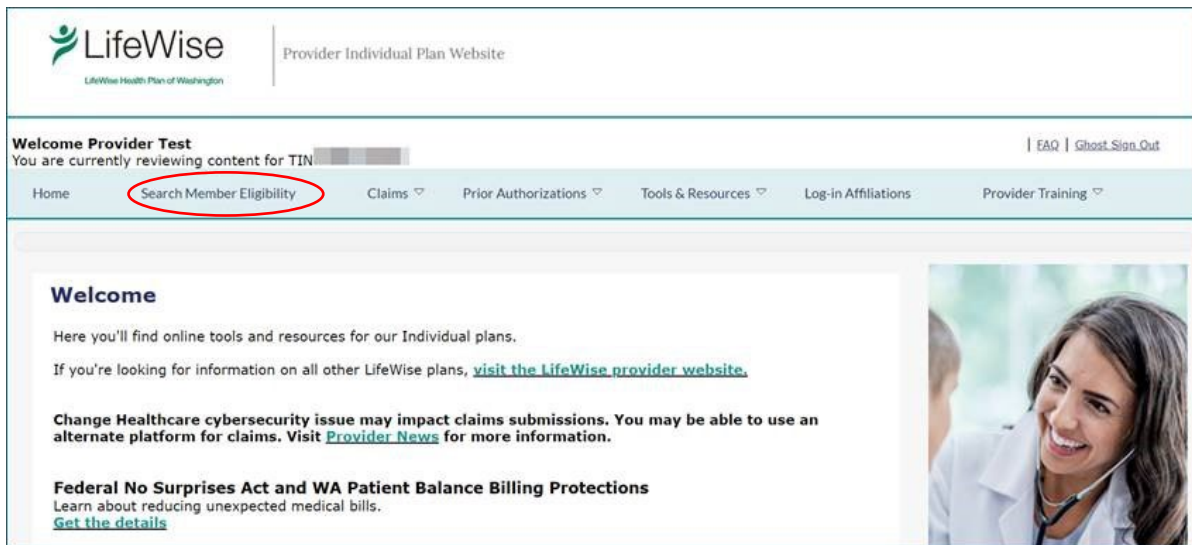 LifeWise
LifeWise Health Plan of Washington
Provider Individual Plan Website
Welcome Provider Test
You are currently reviewing content for TIN
| FAQ | Ghost Sign Out
Home Search Member Eligibility Claims Prior Authorizations Tools & Resources Log-in Affiliations Provider Training
Welcome
Here you'll find online tools and resources for our Individual plans.
If you're looking for information on all other LifeWise plans, visit the LifeWise provider website.
Change Healthcare cybersecurity issue may impact claims submissions. You may be able to use an
alternate platform for claims. Visit Provider News for more information.
Federal No Surprises Act and WA Patient Balance Billing Protections
Learn about reducing unexpected medical bills.
Get the details